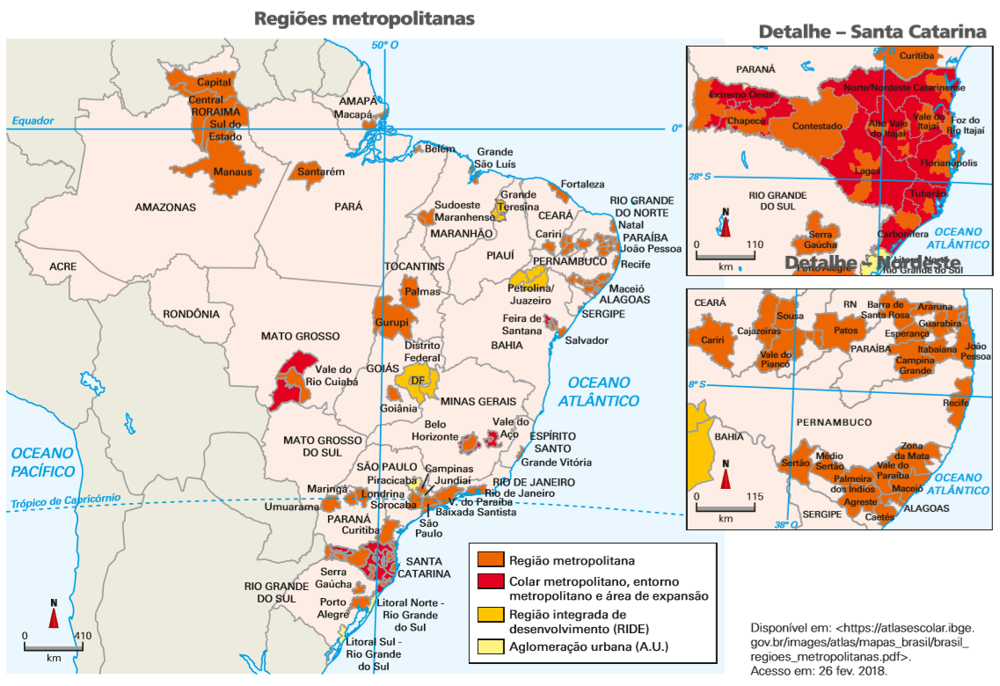 Regiões metropolitanas
50° O
Capital
Central
RORAIMA
Sul do
Estado
AMAPÁ
Macapá
Equador
0°
Manaus
Santarém
Belém
Grande
São Luís
Fortaleza
Grande
Teresina
Sudoeste
Maranhense
MARANHÃO
CEARÁ
RIO GRANDE
DO NORTE
Natal
AMAZONAS
PARÁ
PIAUÍ
Cariri
PARAÍBA
João Pessoa
PERNAMBUCO
Recife
ACRE
TOCANTINS
Palmas
Petrolina/
Juazeiro
Maceió
ALAGOAS
SERGIPE
RONDÔNIA
Gurupi
Feira de
Santana
Salvador
MATO GROSSO
BAHIA
Vale do
Rio Cuiabá
GOIÁS
Distrito
Federal
DF
Goiânia
MINAS GERAIS
OCEANO
ATLÂNTICO
Belo
Horizonte
Vale do
Aço
ESPÍRITO
SANTO
Grande Vitória
MATO GROSSO
DO SUL
OCEANO
PACÍFICO
SÃO PAULO
Campinas
Piracicaba
Jundiar
RIO DE JANEIRO
Rio de Janeiro
Maringá
Londrina
V. do Paraíba
Trópico de Capricórnio
Umuarama
Sorocaba
Baixada Santista
PARANÁ
São
Paulo
Curitiba
SANTA
CATARINA
Serra
Gaúcha
RIO GRANDE
DO SUL
Porto
Alegre
Litoral Norte -
Rio Grande
do Sul
Litoral Sul -
Rio Grande
do Sul
N
0 410
km
Região metropolitana
Colar metropolitano, entorno
metropolitano e área de expansão
Região integrada de
desenvolvimento (RIDE)
Aglomeração urbana (A.U.)
Detalhe – Santa Catarina
Curitiba
PARANÁ
Extremo Oeste
Norte/Nordeste Catarinense
Chapecó
Contestado
Alto Vale
do Itajaí
Vale do
Itajaí
Foz do
Rio Itajaí
Lages
Florianópolis
28° S
RIO GRANDE
DO SUL
Tubarão
Serra
Gaúcha
Carbonífera
OCEANO
ATLÂNTICO
N
0 110
km
Porto Alegre
Litoral Norte
Rio Grande do Sul
Detalhe – Nordeste
CEARÁ
RN
Barra de
Santa Rosa
Araruna
Sousa
Cariri
Cajazeiras
Patos
Guarabira
Esperança
PARAÍBA
Itabaiana
João
Pessoa
Vale do
Piancó
Campina
Grande
8° S
Recife
PERNAMBUCO
BAHIA
Zona
da Mata
Sertão
Médio
Sertão
Vale do
Paraíba
OCEANO
ATLÂNTICO
Palmeira
dos Índios
Maceió
Agreste
ALAGOAS
Caetés
SERGIPE
N
0 115
km
38° O
Disponível em: <https://atlasescolar.ibge.
gov.br/images/atlas/mapas_brasil/brasil_
regioes_metropolitanas.pdf>.
Acesso em: 26 fev. 2018.